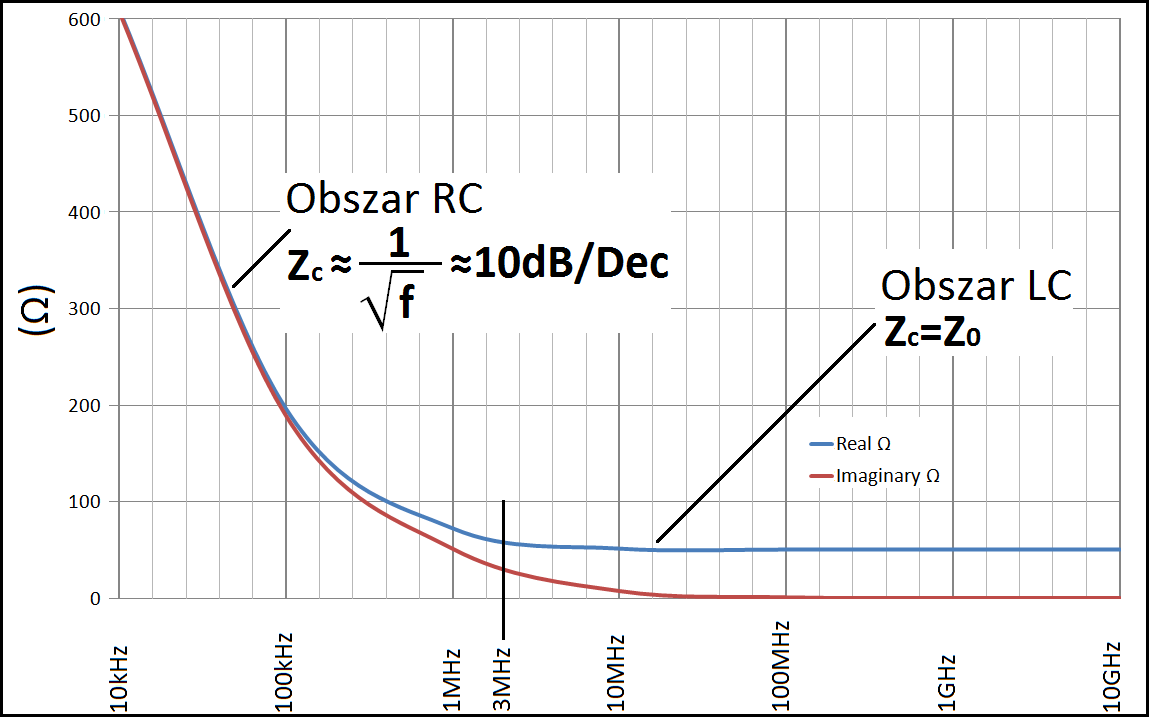 600
500
400
300
200
100
0
(Ω)
Obszar RC
Zc ≈ 1/√f ≈10dB/Dec
Obszar LC
Zc=Z0
Real Ω
Imaginary Ω
10kHz
100kHz
1MHz
3MHz
10MHz
100MHz
1GHz
10GHz